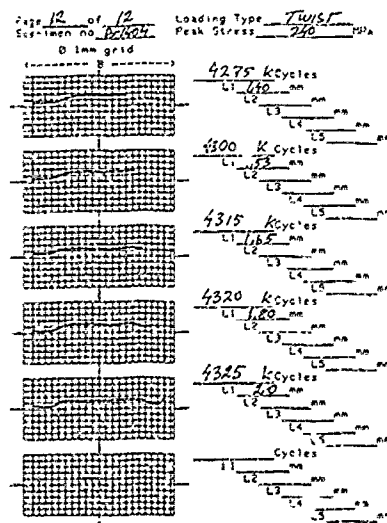 Page 12 of 12 Loading Type TWIST
Specimen no Peak Stress 240 MPa
0 1mm grid
B
4275 K Cycles
L1 1.40 mm
L2 mm
L3 mm
L4 mm
L5 mm
4300 K Cycles
L1 1.55 mm
L2 mm
L3 mm
L4 mm
L5 mm
4315 K Cycles
L1 1.65 mm
L2 mm
L3 mm
L4 mm
L5 mm
4320 K Cycles
L1 1.80 mm
L2 mm
L3 mm
L4 mm
L5 mm
4325 K Cycles
L1 2.0 mm
L2 mm
L3 mm
L4 mm
L5 mm
Cycles
L1 mm
L2 mm
L3 mm
L4 mm
L5 mm